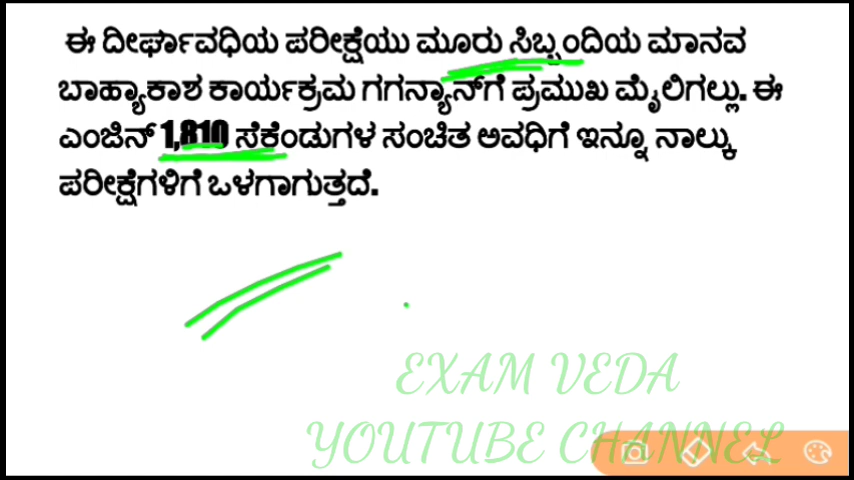 ಈ ದೀರ್ಘಾವಧಿಯ ಪರೀಕ್ಷೆಯು ಮೂರು ಸಿಬ್ಬಂದಿಯ ಮಾನವ
ಬಾಹ್ಯಾಕಾಶ ಕಾರ್ಯಕ್ರಮ ಗಗನ್ಯಾನ್‌ಗೆ ಪ್ರಮುಖ ಮೈಲಿಗಲ್ಲು. ಈ
ಎಂಜಿನ್ 1,810 ಸೆಕೆಂಡುಗಳ ಸಂಚಿತ ಅವಧಿಗೆ ಇನ್ನೂ ನಾಲ್ಕು
ಪರೀಕ್ಷೆಗಳಿಗೆ ಒಳಗಾಗುತ್ತದೆ.
EXAM VEDA
YOUTUBE CHANNEL